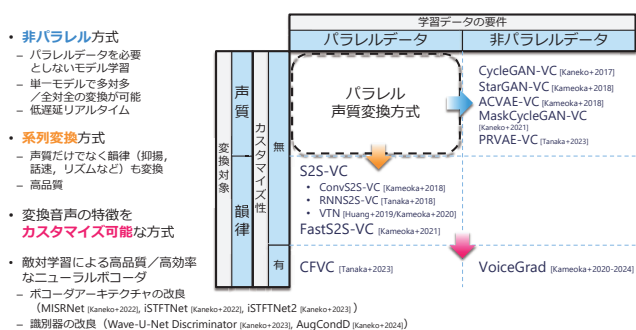 • 非パラレル方式
– パラレルデータを必要
としないモデル学習
– 単一モデルで多対多
／全対全の変換が可能
– 低遅延リアルタイム
• 系列変換方式
– 声質だけでなく韻律（抑揚，
話速，リズムなど）も変換
– 高品質
• 変換音声の特徴を
カスタマイズ可能な方式
• 敵対学習による高品質／高効率
なニューラルボコーダ
– ボコーダアーキテクチャの改良
（MISRNet [Kaneko+2022], iSTFTNet [Kaneko+2022], iSTFTNet2 [Kaneko+2023] ）
– 識別器の改良（Wave-U-Net Discriminator [Kaneko+2023], AugCondD [Kaneko+2024]）
学習データの要件
パラレルデータ
非パラレルデータ
変換対象
声質
韻律
カスタマイズ性
無
有
パラレル
声質変換方式
CycleGAN-VC [Kaneko+2017]
StarGAN-VC [Kameoka+2018]
ACVAE-VC [Kameoka+2018]
MaskCycleGAN-VC
[Kaneko+2021]
PRVAE-VC [Tanaka+2023]
S2S-VC
• ConvS2S-VC [Kameoka+2018]
• RNNS2S-VC [Tanaka+2018]
• VTN [Huang+2019/Kameoka+2020]
FastS2S-VC [Kameoka+2021]
CFVC [Tanaka+2023]
VoiceGrad [Kameoka+2020-2024]